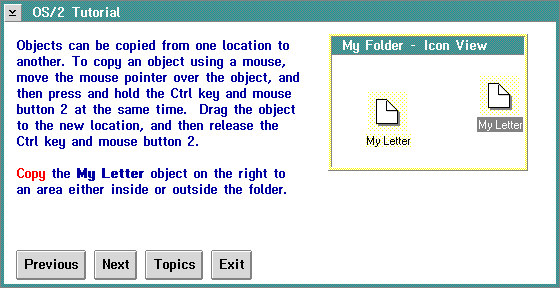 OS/2 Tutorial
Objects can be copied from one location to
another. To copy an object using a mouse,
move the mouse pointer over the object, and
then press and hold the Ctrl key and mouse
button 2 at the same time. Drag the object
to the new location, and then release the
Ctrl key and mouse button 2.
Copy the My Letter object on the right to
an area either inside or outside the folder.
My Folder - Icon View
My Letter
My Letter
Previous
Next
Topics
Exit